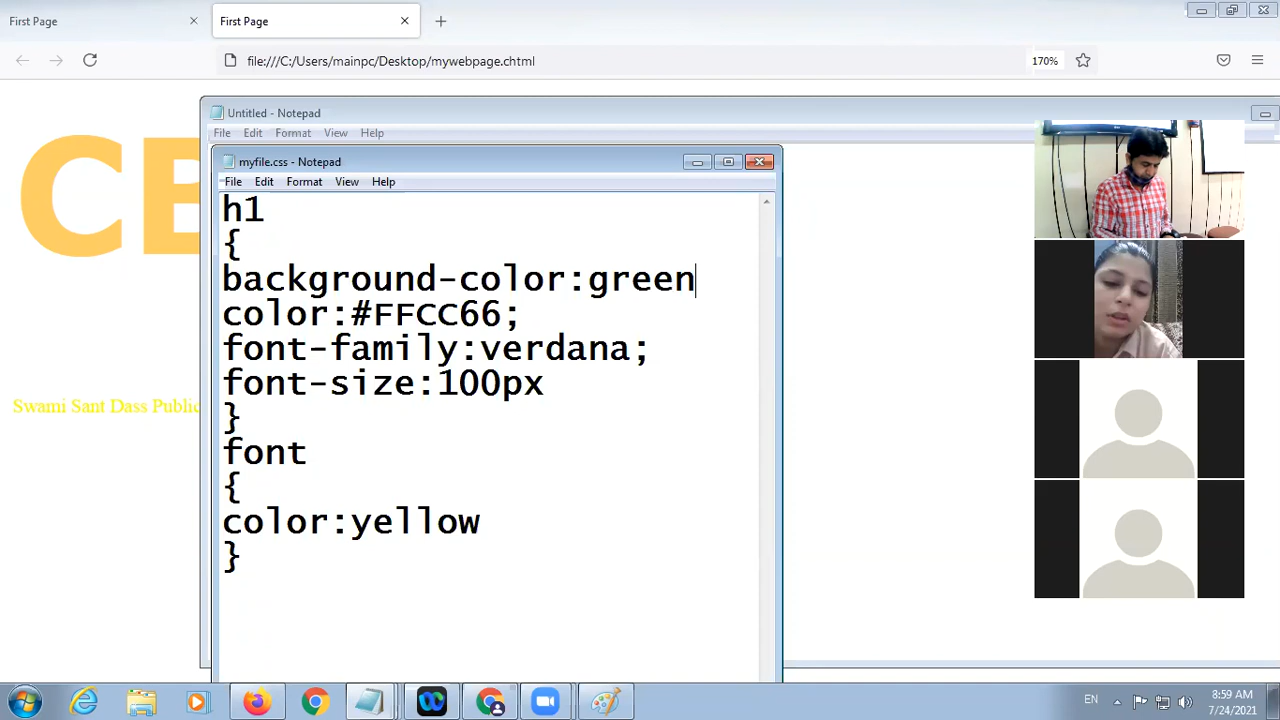 First Page
First Page
file:///C:/Users/mainpc/Desktop/mywebpage.chtml
170%
CE
Untitled - Notepad
File Edit Format View Help
myfile.css - Notepad
File Edit Format View Help
h1
{
background-color:green
color:#FFCC66;
font-family:verdana;
font-size:100px
}
font
{
color:yellow
}
Swami Sant Dass Public
EN
8:59 AM
7/24/2021